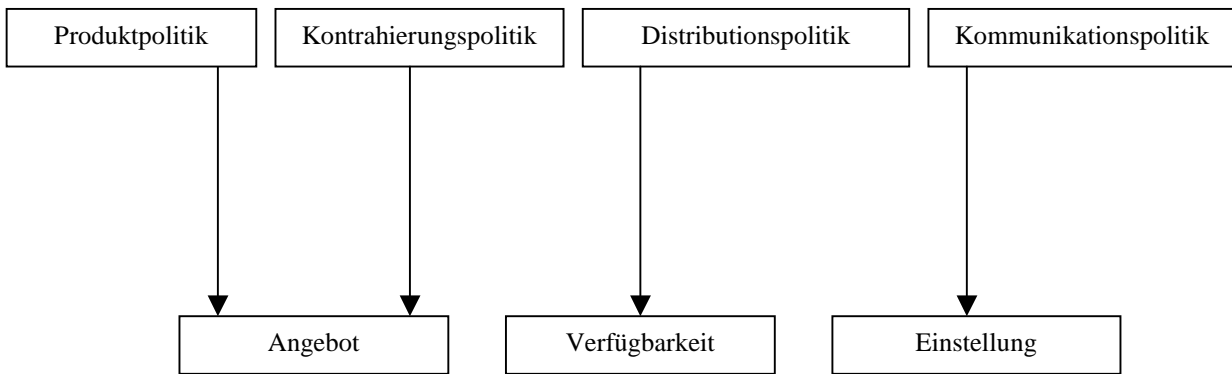 Produktpolitik
Kontrahierungspolitik
Distributionspolitik
Kommunikationspolitik
Angebot
Verfügbarkeit
Einstellung